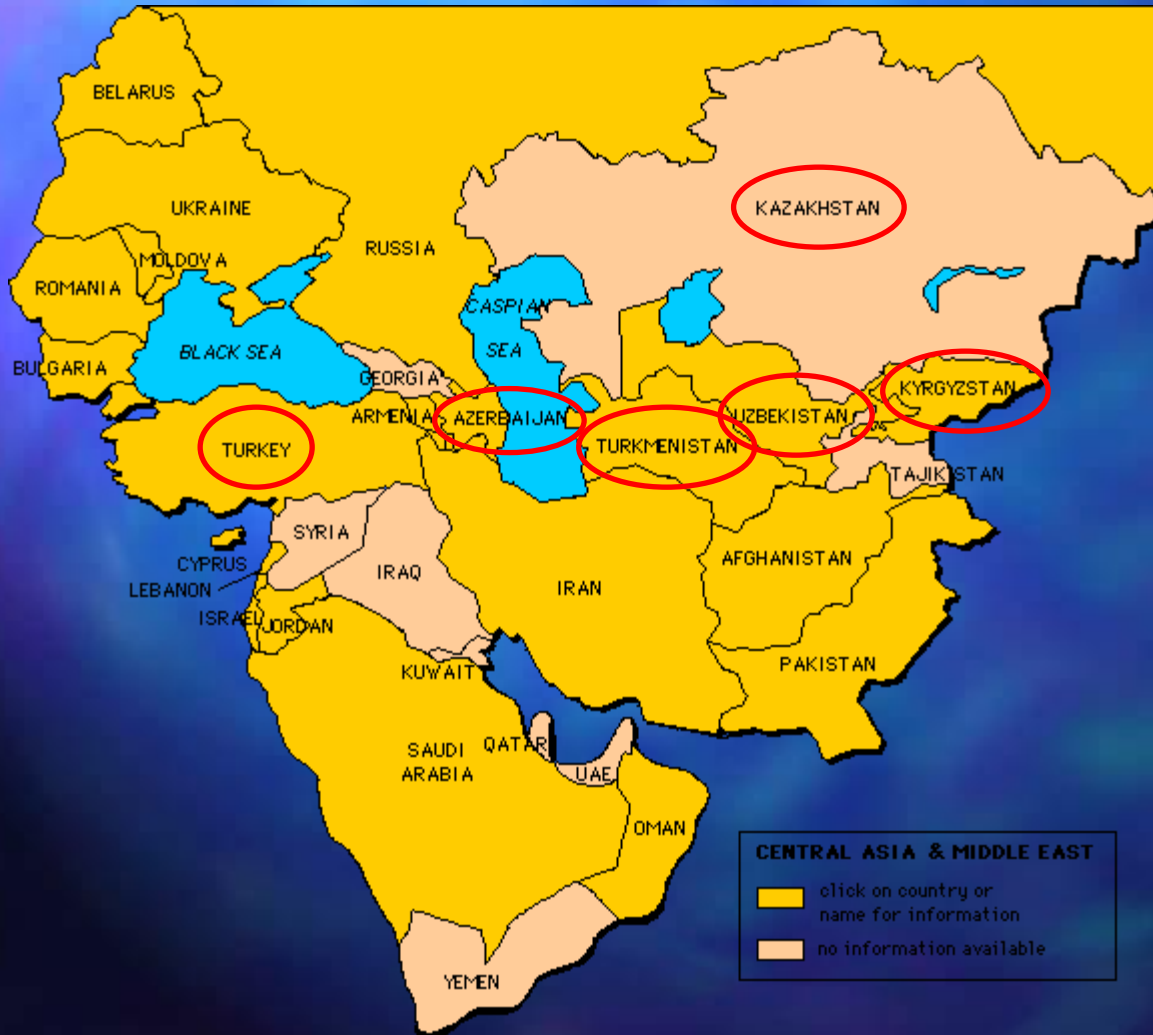 BELARUS
UKRAINE
KAZAKHSTAN
RUSSIA
MOLDOVA
ROMANIA
CASPIAN
SEA
BLACK SEA
BULGARIA
GEORGIA
KYRGYZSTAN
ARMENIA
AZERBAIJAN
UZBEKISTAN
TURKEY
TURKMENISTAN
TAJIKISTAN
SYRIA
CYPRUS
IRAQ
AFGHANISTAN
LEBANON
IRAN
ISRAEL
JORDAN
KUWAIT
PAKISTAN
SAUDI
ARABIA
QATAR
UAE
OMAN
YEMEN
CENTRAL ASIA & MIDDLE EAST
click on country or
name for information
no information available